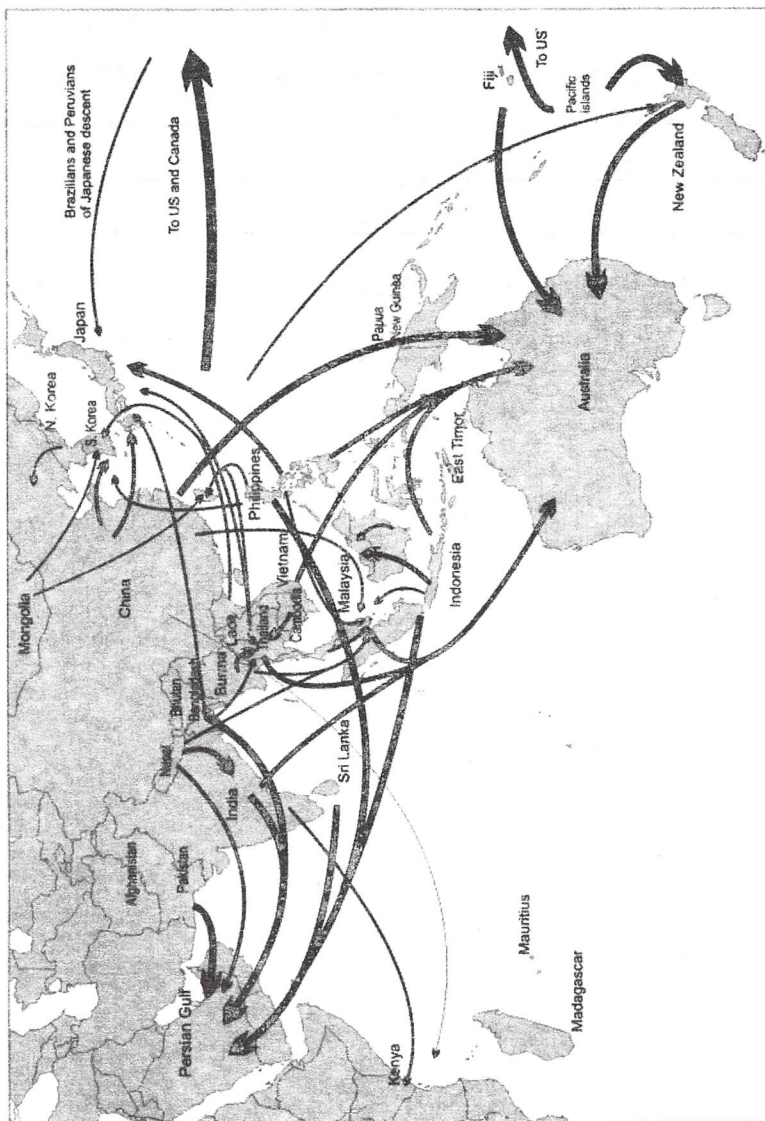 Brazilians and Peruvians
of Japanese descent
To US and Canada
To US
Fiji
Pacific
islands
New Zealand
Japan
N. Korea
S. Korea
Mongolia
China
Papua
New Guinea
Philippines
Vietnam
Laos
Thailand
Cambodia
Burma
Bhutan
Bangladesh
Nepal
India
Sri Lanka
Malaysia
Indonesia
East Timor
Australia
Afghanistan
Pakistan
Persian Gulf
Kenya
Mauritius
Madagascar